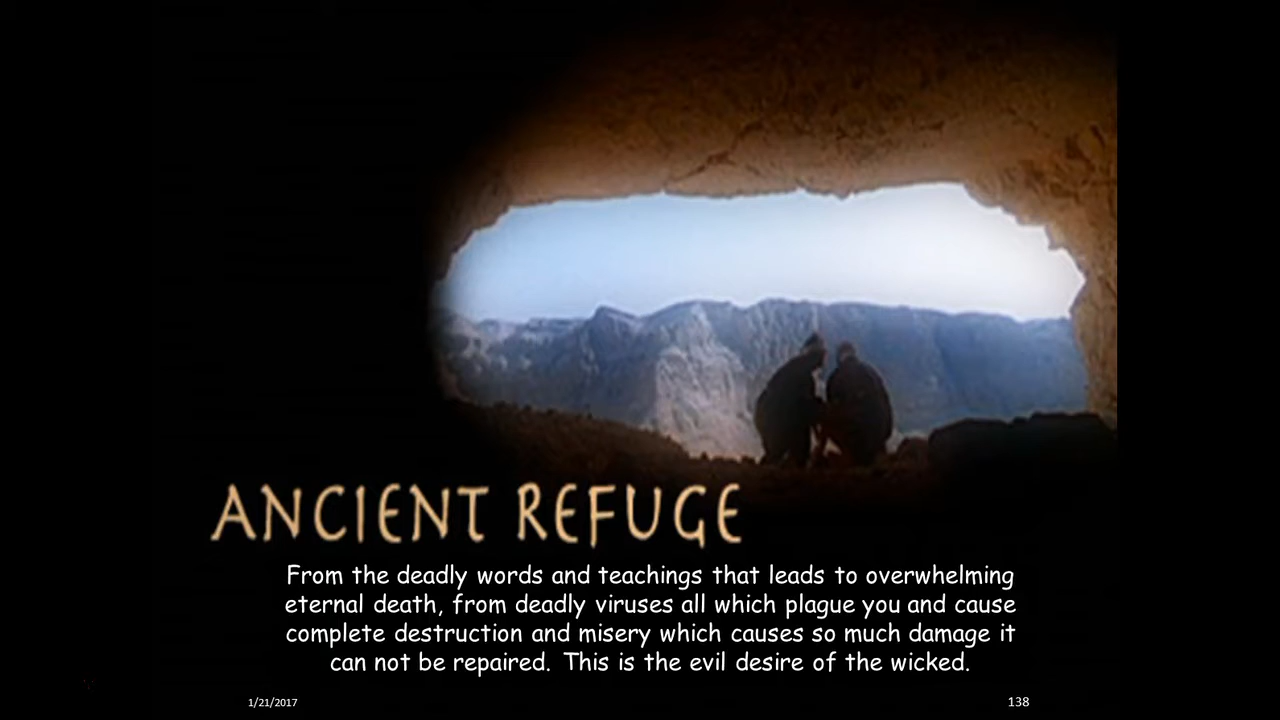 ANCIENT REFUGE
From the deadly words and teachings that leads to overwhelming
eternal death, from deadly viruses all which plague you and cause
complete destruction and misery which causes so much damage it
can not be repaired. This is the evil desire of the wicked.
1/21/2017
138